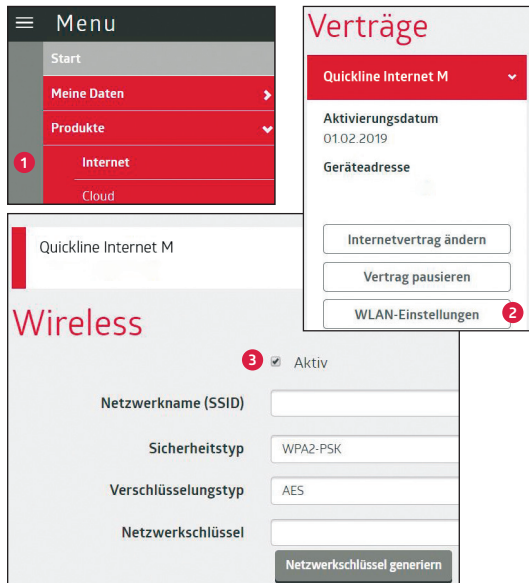 Menu
Start
Meine Daten
Produkte
1
Internet
Cloud
Verträge
Quickline Internet M
Aktivierungsdatum
01.02.2019
Geräteadresse
Internetvertrag ändern
Vertrag pausieren
WLAN-Einstellungen 2
Quickline Internet M
Wireless
3 Aktiv
Netzwerkname (SSID)
Sicherheitstyp WPA2-PSK
Verschlüsselungstyp AES
Netzwerkschlüssel
Netzwerkschlüssel generiern